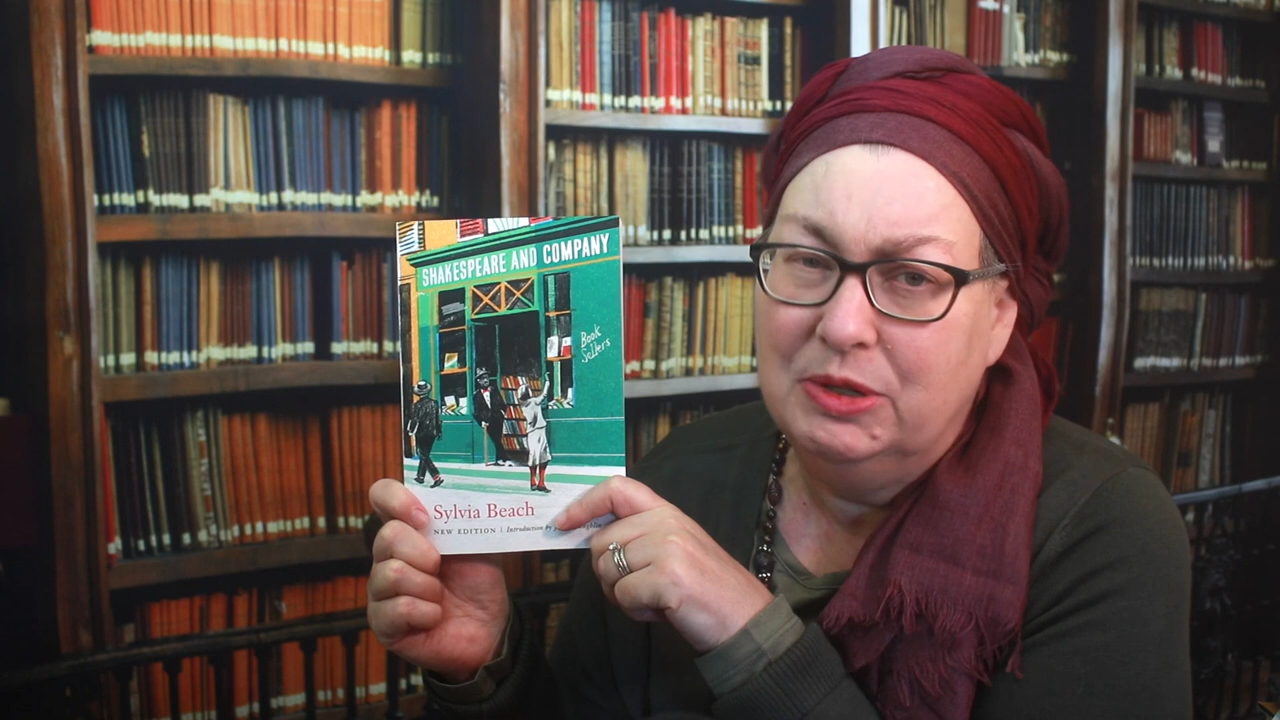 SHAKESPEARE AND COMPANY
Book
Sellers
Sylvia Beach
NEW EDITION | Introduction by